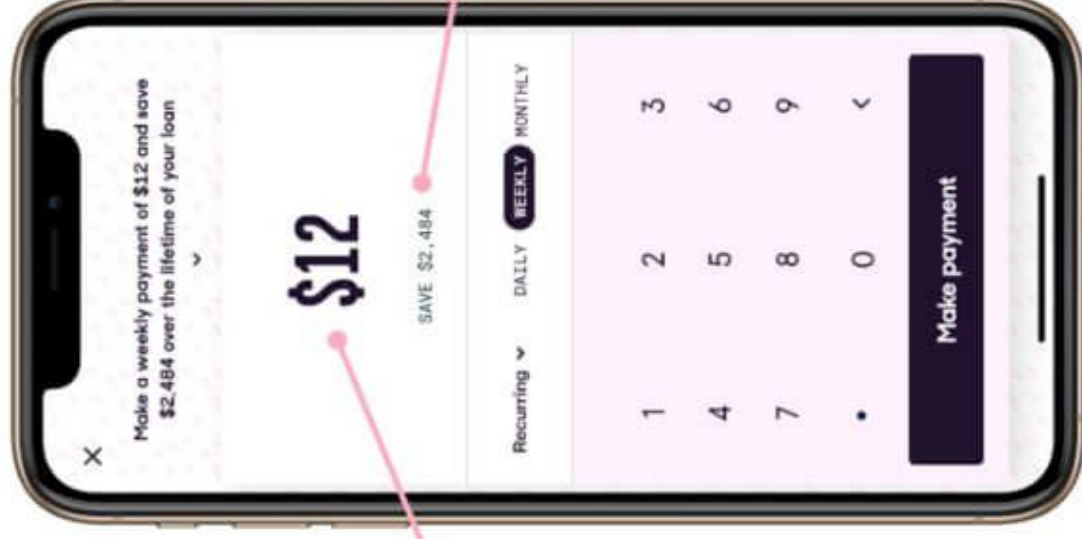 Make a weekly payment of $12 and save
$2,484 over the lifetime of your loan
$12
SAVE $2,484
Recurring DAILY WEEKLY MONTHLY
1 2 3
4 5 6
7 8 9
• 0 <
Make payment